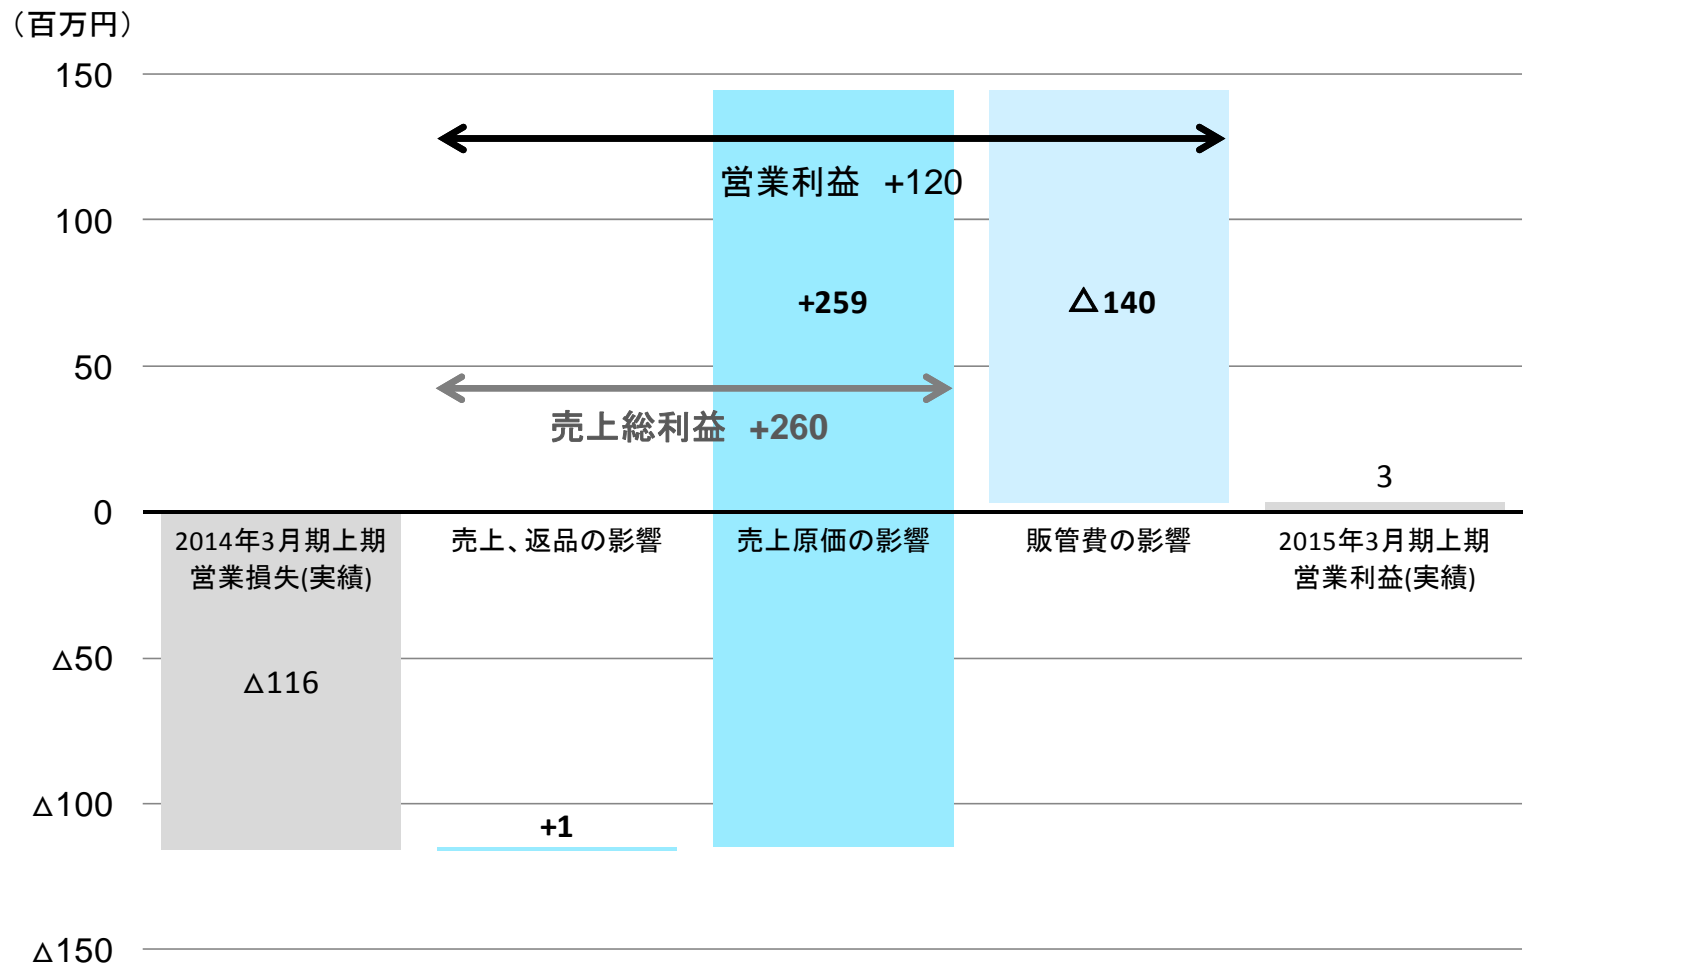 （百万円）
150
100
50
0
△50
△100
△150
営業利益　+120
+259
△140
売上総利益　+260
3
2014年3月期上期
営業損失(実績)
売上、返品の影響
売上原価の影響
販管費の影響
2015年3月期上期
営業利益(実績)
△116
+1